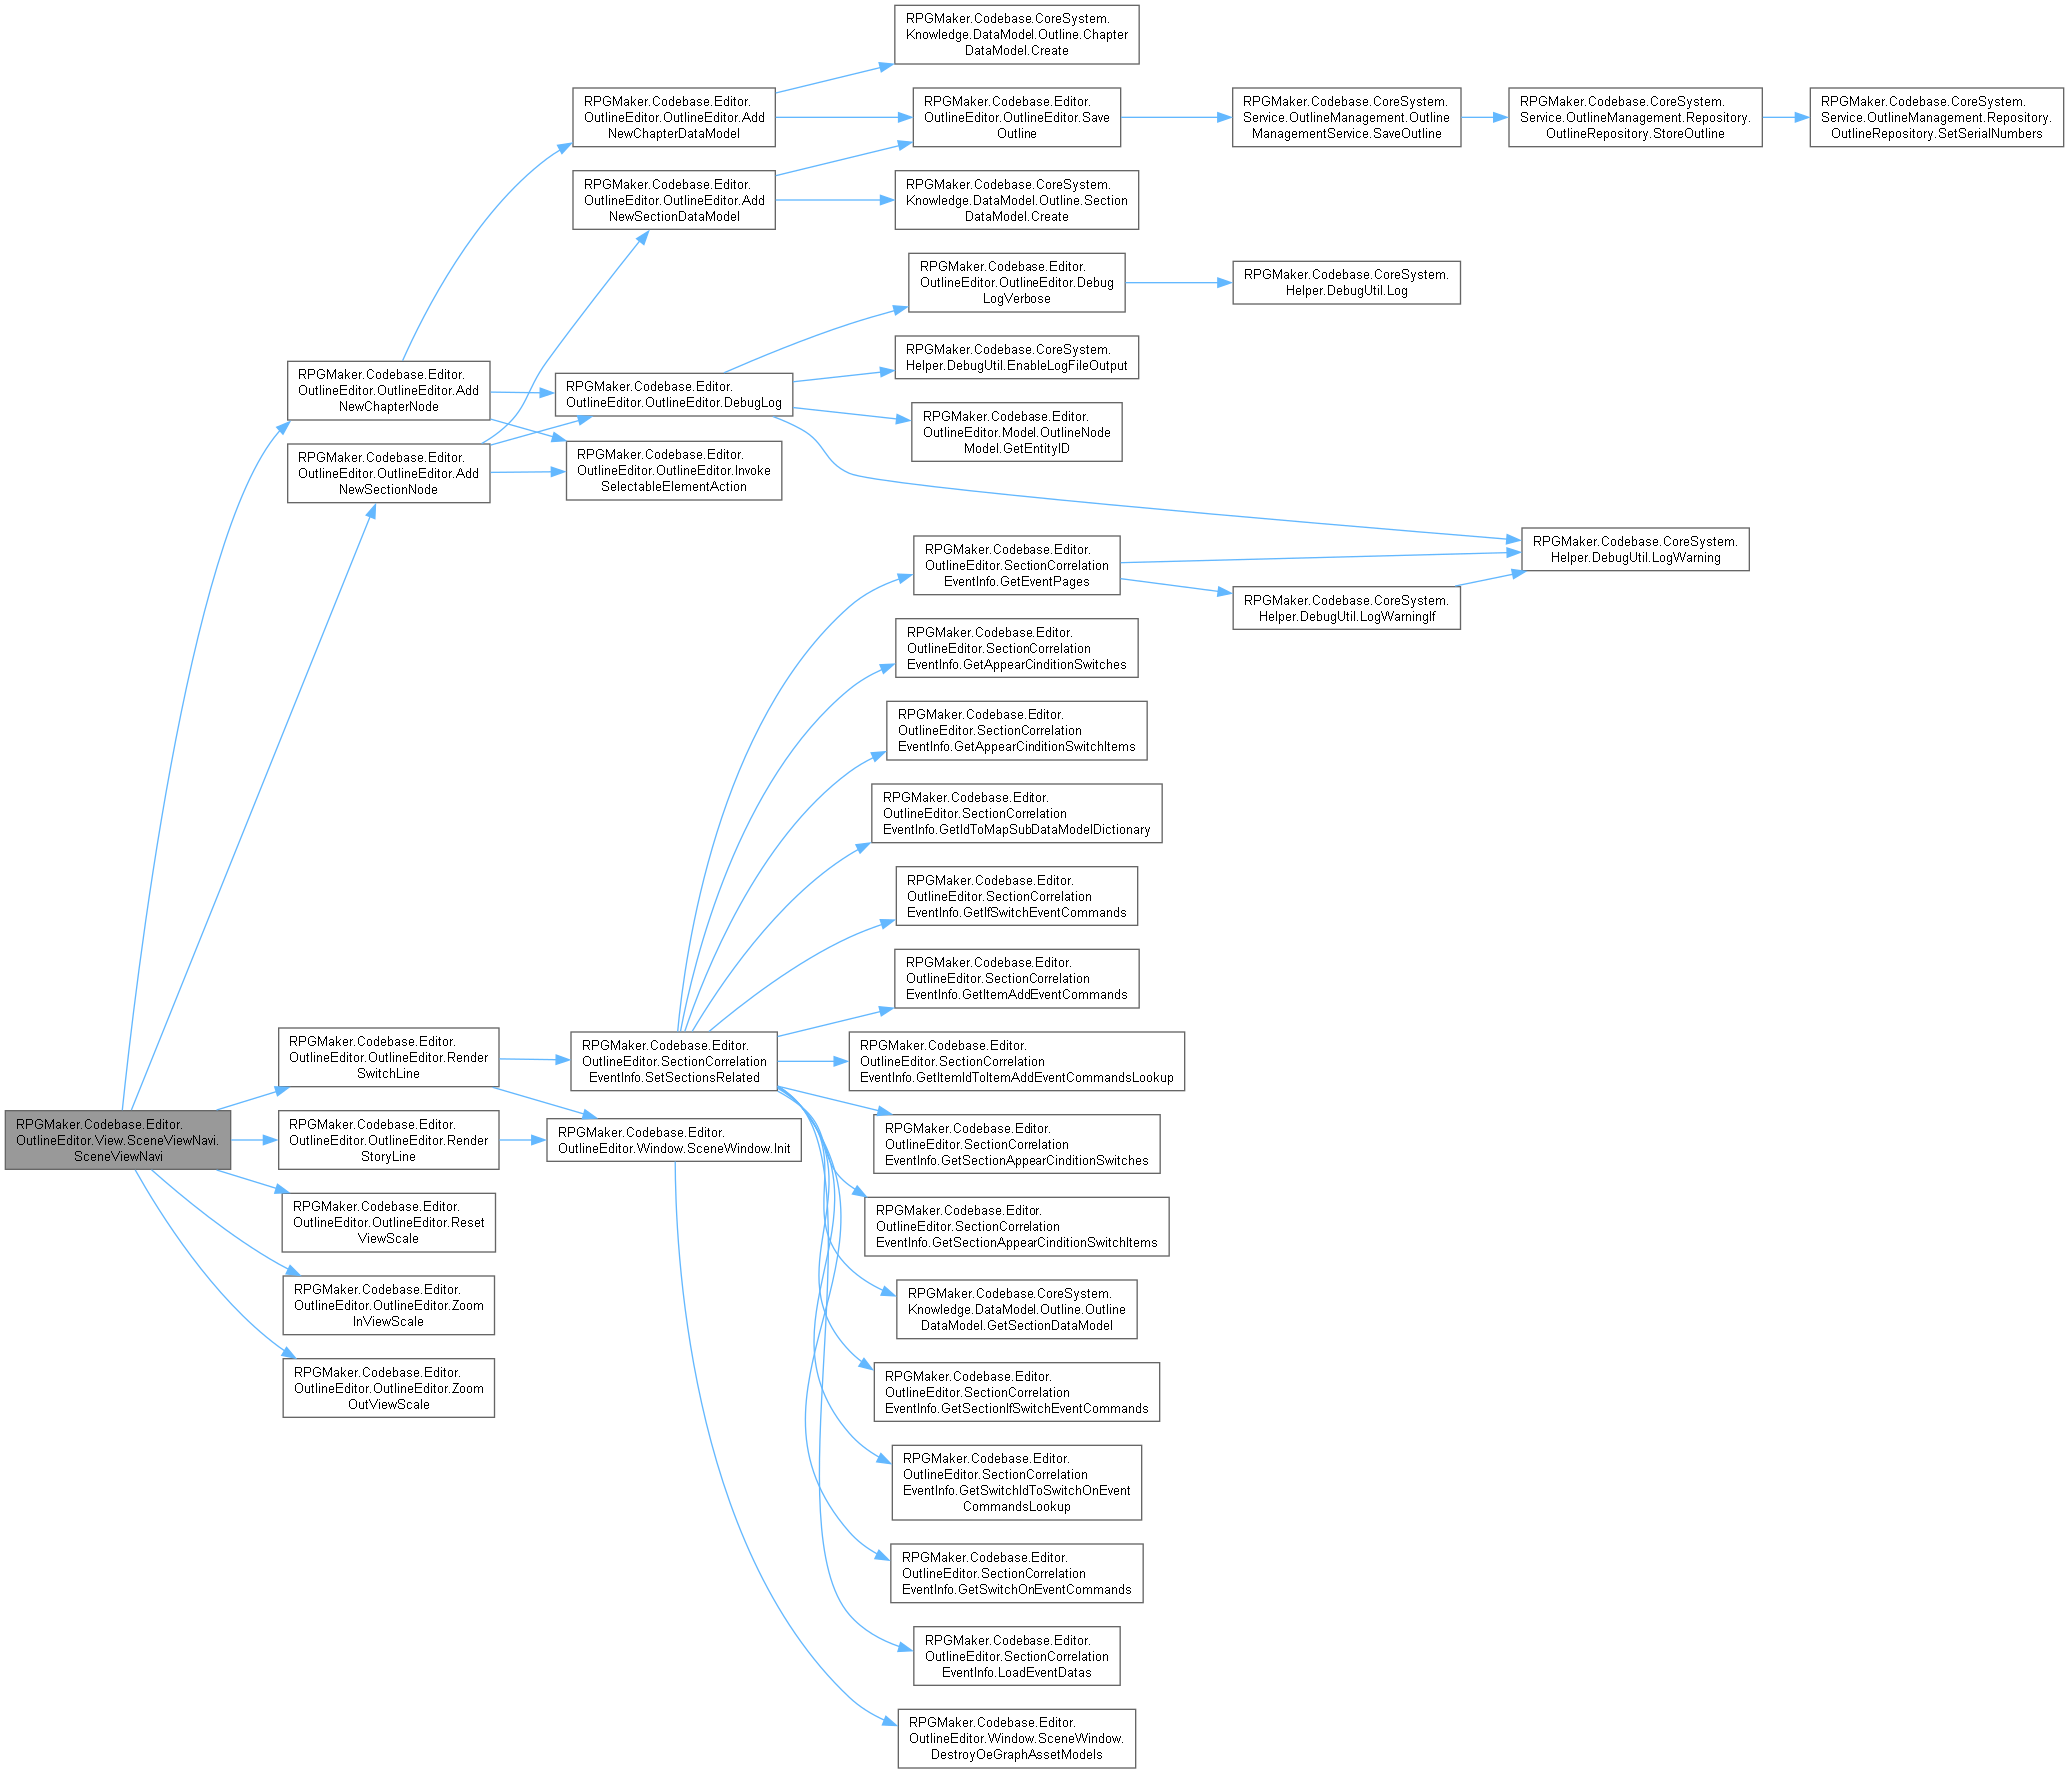 RPGMaker.Codebase.CoreSystem.
Knowledge.DataModel.Outline.Chapter
DataModel.Create
RPGMaker.Codebase.Editor.
OutlineEditor.OutlineEditor.Add
NewChapterDataModel
RPGMaker.Codebase.Editor.
OutlineEditor.OutlineEditor.Save
Outline
RPGMaker.Codebase.CoreSystem.
Service.OutlineManagement.Outline
ManagementService.SaveOutline
RPGMaker.Codebase.CoreSystem.
Service.OutlineManagement.Repository.
OutlineRepository.StoreOutline
RPGMaker.Codebase.CoreSystem.
Service.OutlineManagement.Repository.
OutlineRepository.SetSerialNumbers
RPGMaker.Codebase.Editor.
OutlineEditor.OutlineEditor.Add
NewSectionDataModel
RPGMaker.Codebase.CoreSystem.
Knowledge.DataModel.Outline.Section
DataModel.Create
RPGMaker.Codebase.Editor.
OutlineEditor.OutlineEditor.Debug
LogVerbose
RPGMaker.Codebase.CoreSystem.
Helper.DebugUtil.Log
RPGMaker.Codebase.CoreSystem.
Helper.DebugUtil.EnableLogFileOutput
RPGMaker.Codebase.Editor.
OutlineEditor.OutlineEditor.Add
NewChapterNode
RPGMaker.Codebase.Editor.
OutlineEditor.OutlineEditor.DebugLog
RPGMaker.Codebase.Editor.
OutlineEditor.Model.OutlineNode
Model.GetEntityID
RPGMaker.Codebase.Editor.
OutlineEditor.OutlineEditor.Add
NewSectionNode
RPGMaker.Codebase.Editor.
OutlineEditor.OutlineEditor.Invoke
SelectableElementAction
RPGMaker.Codebase.CoreSystem.
Helper.DebugUtil.LogWarning
RPGMaker.Codebase.Editor.
OutlineEditor.SectionCorrelation
EventInfo.GetEventPages
RPGMaker.Codebase.CoreSystem.
Helper.DebugUtil.LogWarningIf
RPGMaker.Codebase.Editor.
OutlineEditor.SectionCorrelation
EventInfo.GetAppearCinditionSwitches
RPGMaker.Codebase.Editor.
OutlineEditor.SectionCorrelation
EventInfo.GetAppearCinditionSwitchItems
RPGMaker.Codebase.Editor.
OutlineEditor.SectionCorrelation
EventInfo.GetIdToMapSubDataModelDictionary
RPGMaker.Codebase.Editor.
OutlineEditor.SectionCorrelation
EventInfo.GetIfSwitchEventCommands
RPGMaker.Codebase.Editor.
OutlineEditor.SectionCorrelation
EventInfo.GetItemAddEventCommands
RPGMaker.Codebase.Editor.
OutlineEditor.OutlineEditor.Render
SwitchLine
RPGMaker.Codebase.Editor.
OutlineEditor.SectionCorrelation
EventInfo.SetSectionsRelated
RPGMaker.Codebase.Editor.
OutlineEditor.SectionCorrelation
EventInfo.GetItemIdToItemAddEventCommandsLookup
RPGMaker.Codebase.Editor.
OutlineEditor.View.SceneViewNavi.
SceneViewNavi
RPGMaker.Codebase.Editor.
OutlineEditor.OutlineEditor.Render
StoryLine
RPGMaker.Codebase.Editor.
OutlineEditor.Window.SceneWindow.Init
RPGMaker.Codebase.Editor.
OutlineEditor.SectionCorrelation
EventInfo.GetSectionAppearCinditionSwitches
RPGMaker.Codebase.Editor.
OutlineEditor.OutlineEditor.Reset
ViewScale
RPGMaker.Codebase.Editor.
OutlineEditor.SectionCorrelation
EventInfo.GetSectionAppearCinditionSwitchItems
RPGMaker.Codebase.Editor.
OutlineEditor.OutlineEditor.Zoom
InViewScale
RPGMaker.Codebase.CoreSystem.
Knowledge.DataModel.Outline.Outline
DataModel.GetSectionDataModel
RPGMaker.Codebase.Editor.
OutlineEditor.OutlineEditor.Zoom
OutViewScale
RPGMaker.Codebase.Editor.
OutlineEditor.SectionCorrelation
EventInfo.GetSectionIfSwitchEventCommands
RPGMaker.Codebase.Editor.
OutlineEditor.SectionCorrelation
EventInfo.GetSwitchIdToSwitchOnEvent
CommandsLookup
RPGMaker.Codebase.Editor.
OutlineEditor.SectionCorrelation
EventInfo.GetSwitchOnEventCommands
RPGMaker.Codebase.Editor.
OutlineEditor.SectionCorrelation
EventInfo.LoadEventDatas
RPGMaker.Codebase.Editor.
OutlineEditor.Window.SceneWindow.
DestroyOeGraphAssetModels